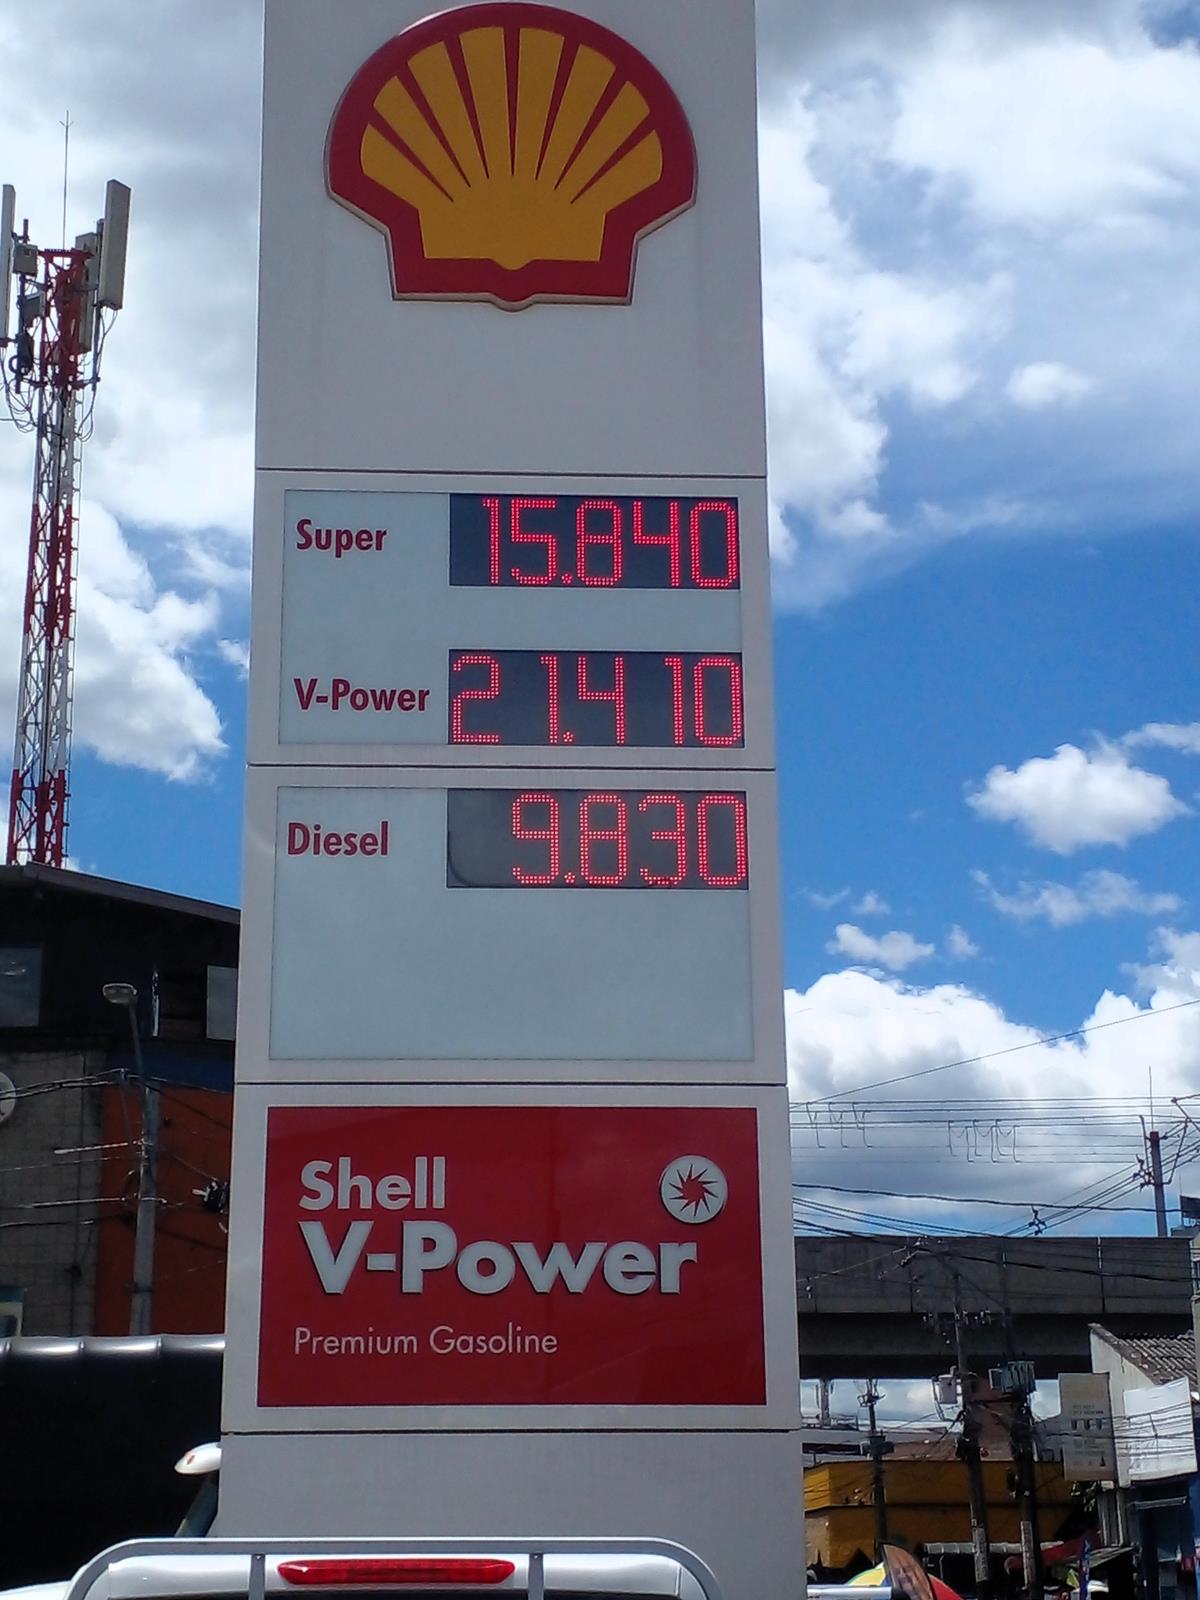 Super 15.840
V-Power 21.410
Diesel 9.830
Shell
V-Power
Premium Gasoline